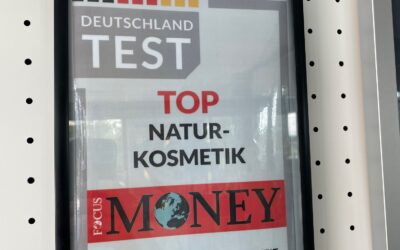 DEUTSCHLAND
TEST
TOP
NATUR-
KOSMETIK
FOCUS
MONEY